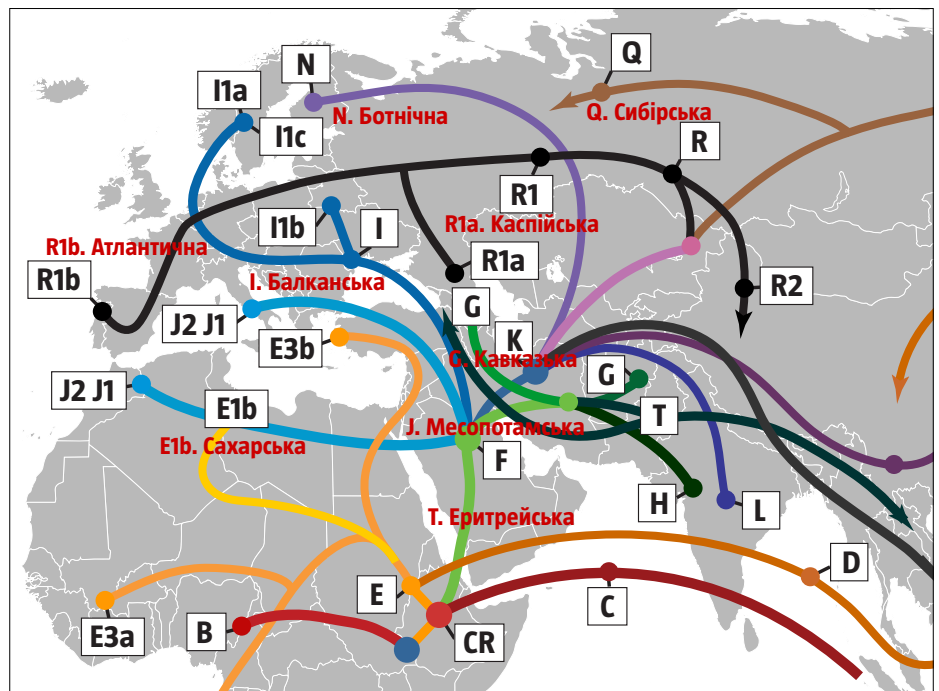 N
Q
I1a
N. Ботнічна
Q. Сибірська
I1c
R
R1
I1b
I
R1a. Каспійська
R1b. Атлантична
R1a
R1b
I. Балканська
R2
J2 J1
G
E3b
K
G. Кавказька
G
J2 J1
E1b
T
J. Месопотамська
E1b. Сахарська
F
H
L
T. Еритрейська
D
E
C
B
E3a
CR